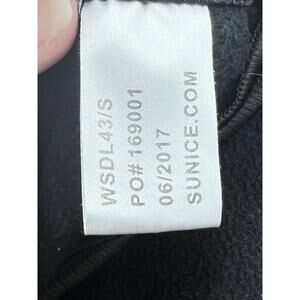 WSDL43/S
PO# 169001
06/2017
SUNICE.COM